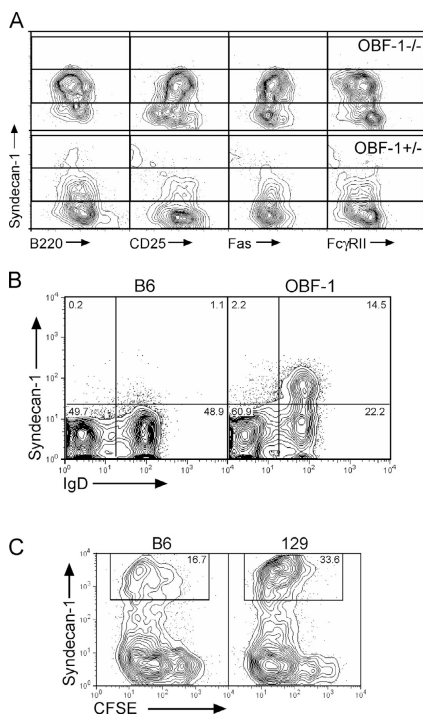 A
OBF-1-/-
Syndecan-1
OBF-1+/-
B220 CD25 Fas FcγRII
B
B6 OBF-1
0.2 1.1 2.2 14.5
10⁴
10³
10²
10¹
10⁰
49.7 48.9 60.9 22.2
Syndecan-1
10⁰ 10¹ 10² 10³ 10⁴ 10⁰ 10¹ 10² 10³ 10⁴
IgD
C
B6 129
16.7 33.6
10⁴
10³
10²
10¹
10⁰
Syndecan-1
10⁰ 10¹ 10² 10³ 10⁰ 10¹ 10² 10³ 10⁴
CFSE